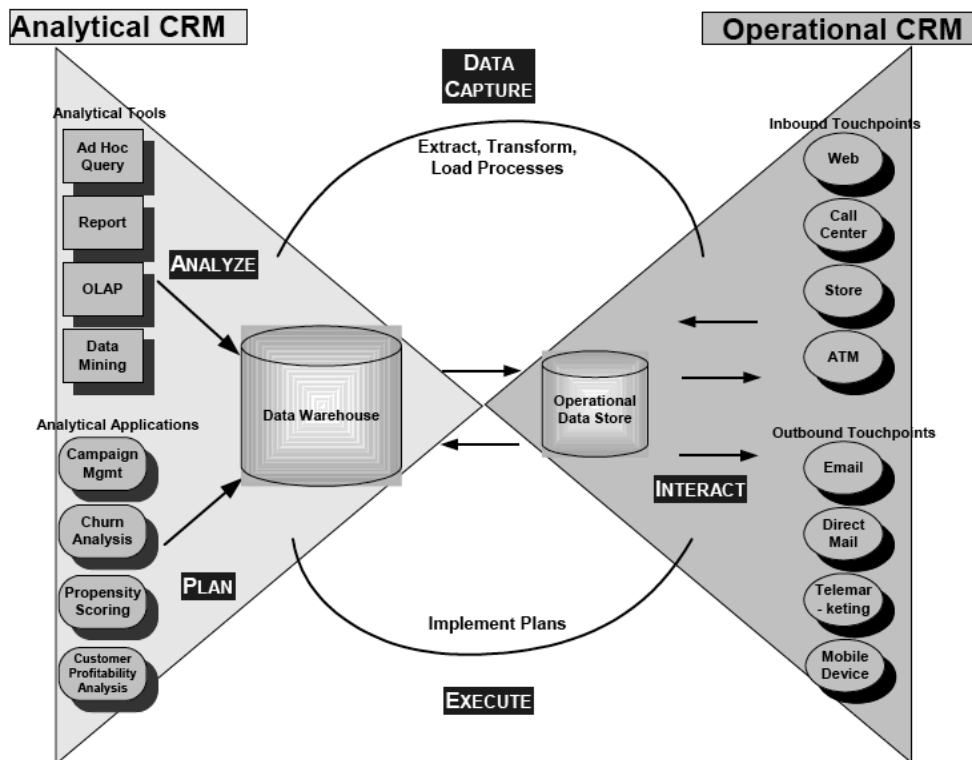 Analytical CRM
Operational CRM
DATA
CAPTURE
Analytical Tools
Ad Hoc
Query
Report
OLAP
Data
Mining
Extract, Transform,
Load Processes
Inbound Touchpoints
Web
Call
Center
Store
ATM
ANALYZE
Data Warehouse
Operational
Data Store
Analytical Applications
Campaign
Mgmt
Churn
Analysis
Propensity
Scoring
Customer
Profitability
Analysis
PLAN
Outbound Touchpoints
Email
Direct
Mail
Telemar
- keting
Mobile
Device
INTERACT
Implement Plans
EXECUTE